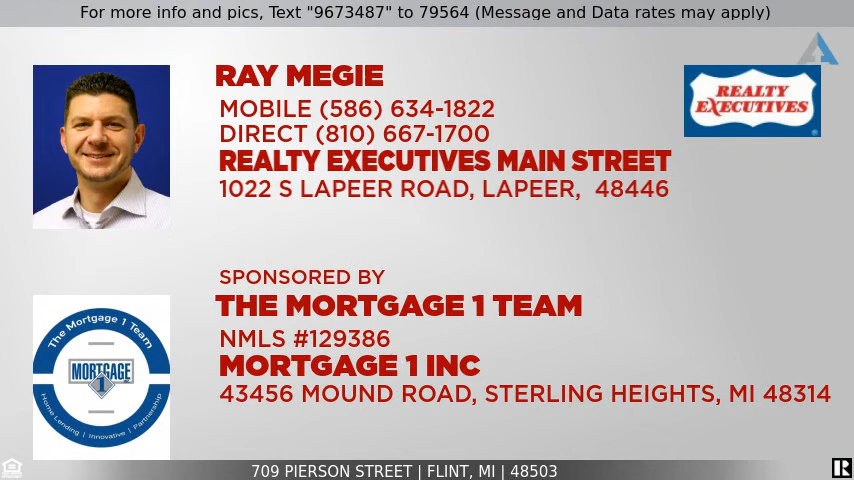 For more info and pics, Text "9673487" to 79564 (Message and Data rates may apply)
RAY MEGIE
MOBILE (586) 634-1822
DIRECT (810) 667-1700
REALTY EXECUTIVES MAIN STREET
1022 S LAPEER ROAD, LAPEER, 48446
REALTY
EXECUTIVES
SPONSORED BY
THE MORTGAGE 1 TEAM
NMLS #129386
MORTGAGE 1 INC
43456 MOUND ROAD, STERLING HEIGHTS, MI 48314
The Mortgage 1 Team
MORTGAGE
1
Home Lending | Innovative | Partnership
709 PIERSON STREET | FLINT, MI | 48503